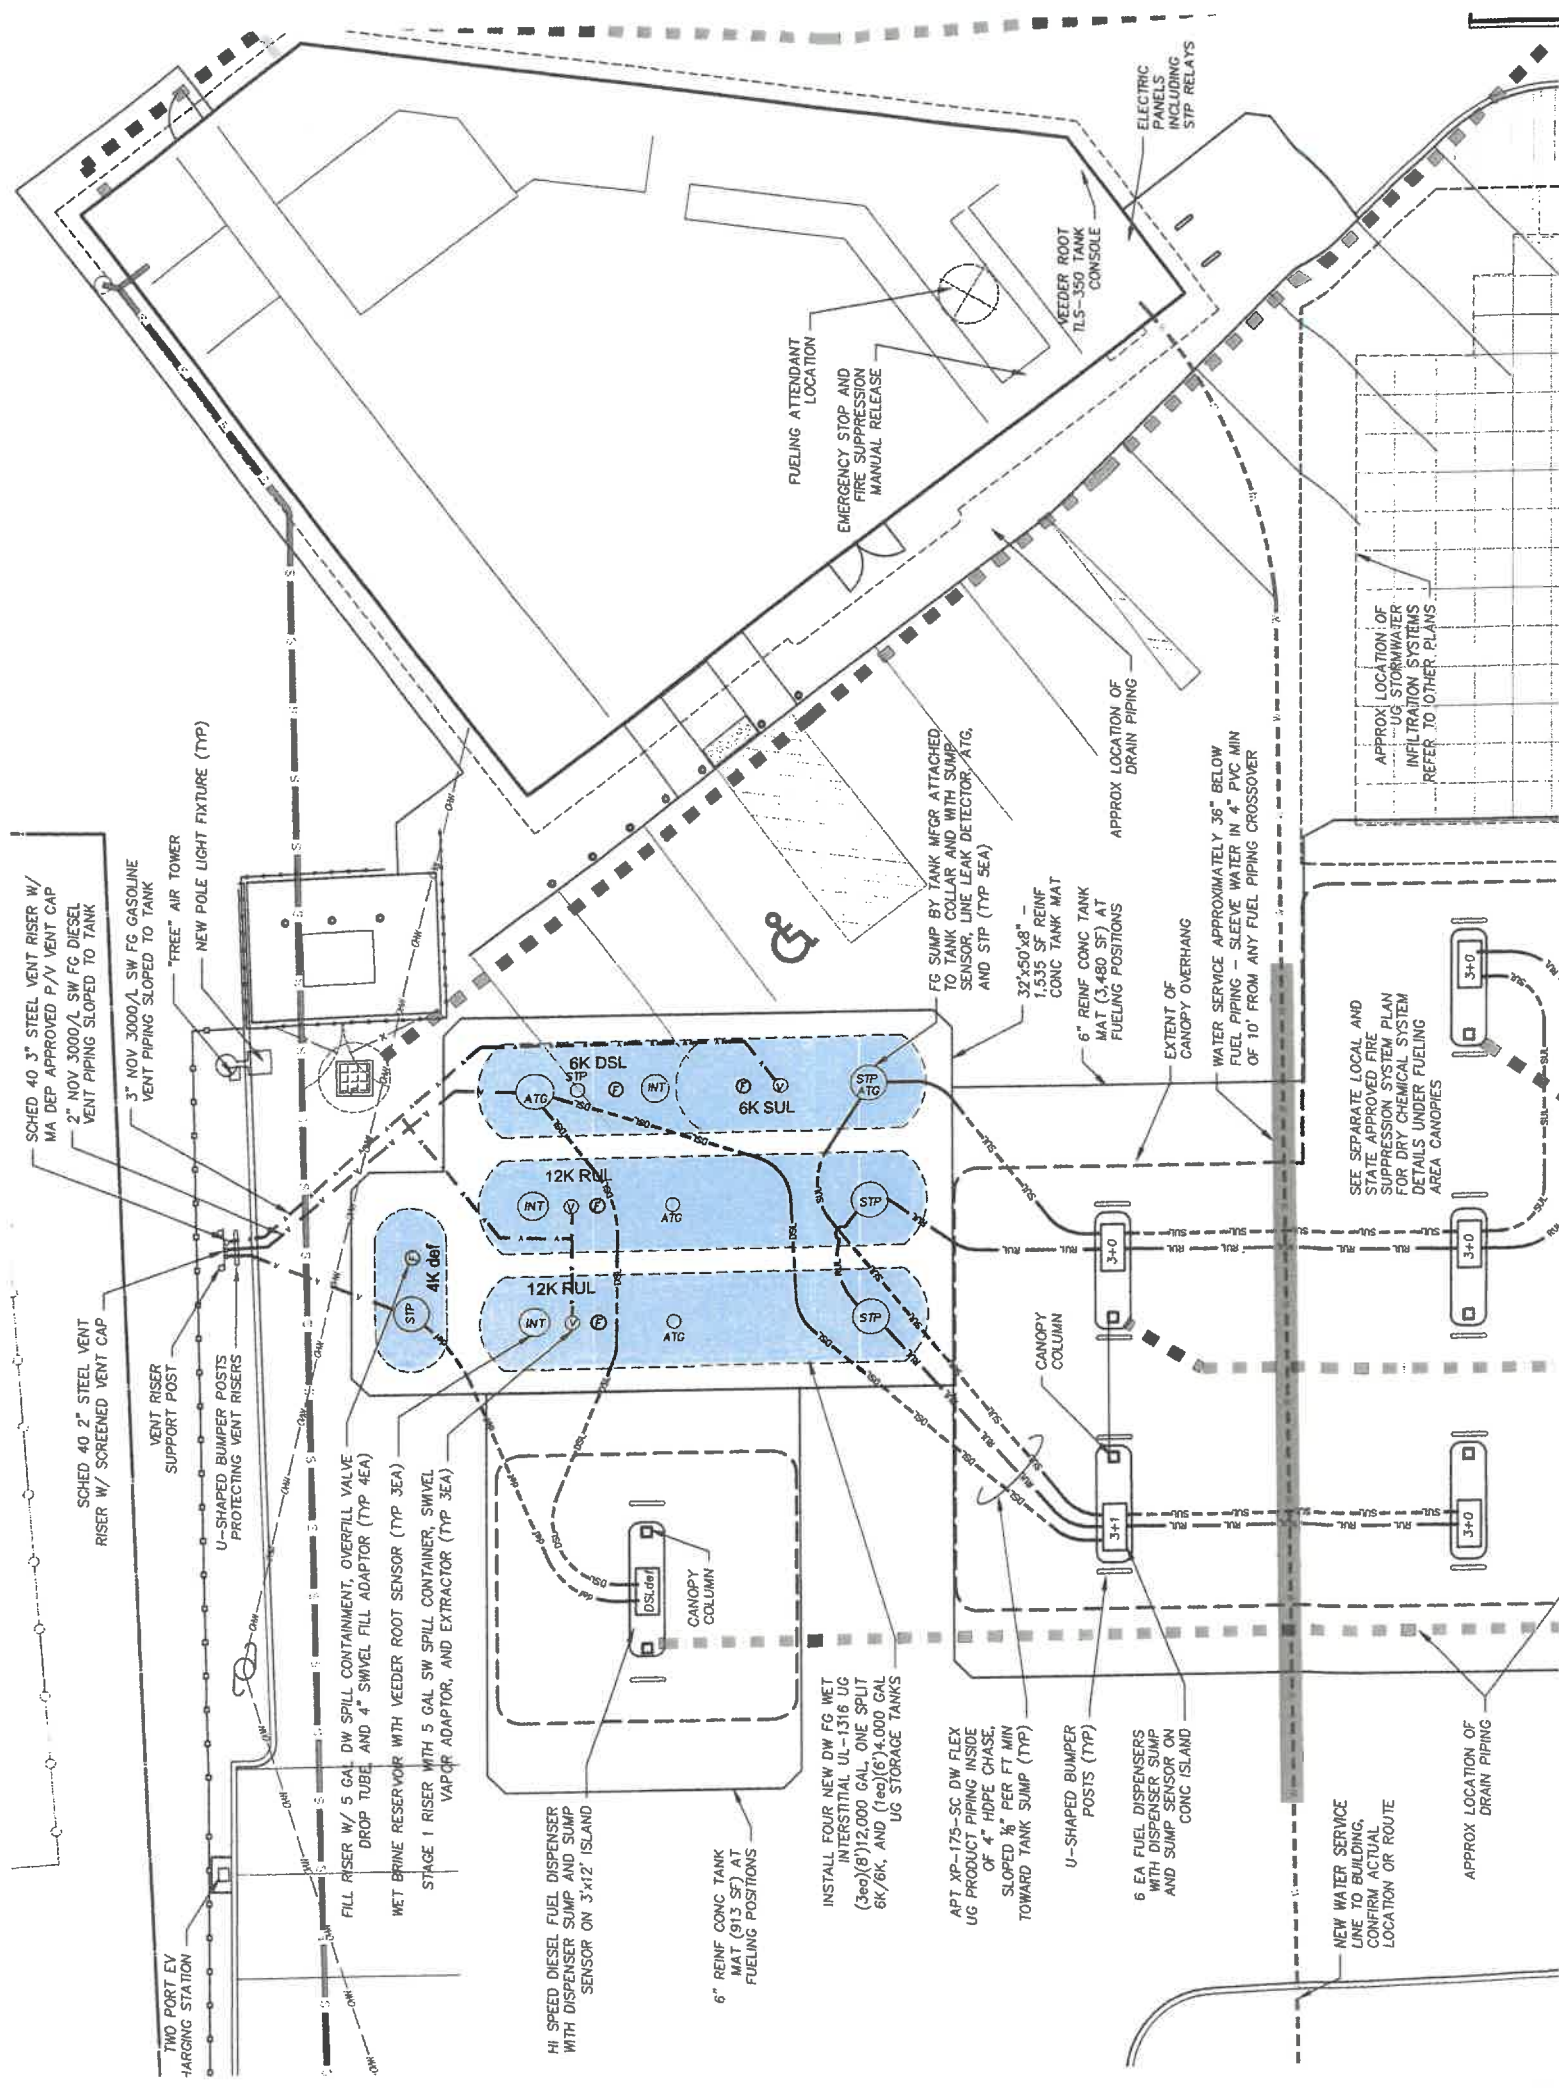 SCHED 40 3" STEEL VENT RISER W/
MA DEP APPROVED P/V VENT CAP
2" NOV 3000/L SW FG DIESEL
VENT PIPING SLOPED TO TANK
3" NOV 3000/L SW FG GASOLINE
VENT PIPING SLOPED TO TANK
"FREE" AIR TOWER
NEW POLE LIGHT FIXTURE (TYP)
SCHED 40 2" STEEL VENT
RISER W/ SCREENED VENT CAP
VENT RISER
SUPPORT POST
U-SHAPED BUMPER POSTS
PROTECTING VENT RISERS
TWO PORT EV
HARGING STATION
FILL RISER W/ 5 GAL DW SPILL CONTAINMENT, OVERFILL VALVE
DROP TUBE, AND 4" SWIVEL FILL ADAPTOR (TYP 4EA)
WET BRINE RESERVOIR WITH VEEDER ROOT SENSOR (TYP 3EA)
STAGE 1 RISER WITH 5 GAL SW SPILL CONTAINER, SWIVEL
VAPOR ADAPTOR, AND EXTRACTOR (TYP 3EA)
HI SPEED DIESEL FUEL DISPENSER
WITH DISPENSER SUMP AND SUMP
SENSOR ON 3'x12' ISLAND
6" REINF CONC TANK
MAT (913 SF) AT
FUELING POSITIONS
DSLdef
CANOPY
COLUMN
4K def
STP
F
12K RUL
INT
V
F
ATG
STP
12K RUL
INT
V
F
ATG
STP
6K DSL
ATG
STP
F
INT
6K SUL
F
V
STP
ATG
INSTALL FOUR NEW DW FG WET
INTERSTITIAL UL-1316 UG
(3ea)(8')12,000 GAL, ONE SPLIT
6K/6K, AND (1ea)(6')4,000 GAL
UG STORAGE TANKS
APT XP-175-SC DW FLEX
UG PRODUCT PIPING INSIDE
OF 4" HDPE CHASE,
SLOPED ⅛" PER FT MIN
TOWARD TANK SUMP (TYP)
U-SHAPED BUMPER
POSTS (TYP)
6 EA FUEL DISPENSERS
WITH DISPENSER SUMP
AND SUMP SENSOR ON
CONC ISLAND
NEW WATER SERVICE
LINE TO BUILDING,
CONFIRM ACTUAL
LOCATION OR ROUTE
APPROX LOCATION OF
DRAIN PIPING
CANOPY
COLUMN
3+1
3+0
3+0
3+0
3+0
FG SUMP BY TANK MFGR ATTACHED
TO TANK COLLAR AND WITH SUMP
SENSOR, LINE LEAK DETECTOR, ATG,
AND STP (TYP 5EA)
32'x50'x8" -
1,535 SF REINF
CONC TANK MAT
6" REINF CONC TANK
MAT (3,480 SF) AT
FUELING POSITIONS
EXTENT OF
CANOPY OVERHANG
WATER SERVICE APPROXIMATELY 36" BELOW
FUEL PIPING - SLEEVE WATER IN 4" PVC MIN
OF 10' FROM ANY FUEL PIPING CROSSOVER
SEE SEPARATE LOCAL AND
STATE APPROVED FIRE
SUPPRESSION SYSTEM PLAN
FOR DRY CHEMICAL SYSTEM
DETAILS UNDER FUELING
AREA CANOPIES
APPROX LOCATION OF
DRAIN PIPING
APPROX LOCATION OF
UG STORMWATER
INFILTRATION SYSTEMS
REFER TO OTHER PLANS
FUELING ATTENDANT
LOCATION
EMERGENCY STOP AND
FIRE SUPPRESSION
MANUAL RELEASE
VEEDER ROOT
TLS-350 TANK
CONSOLE
ELECTRIC
PANELS
INCLUDING
STP RELAYS